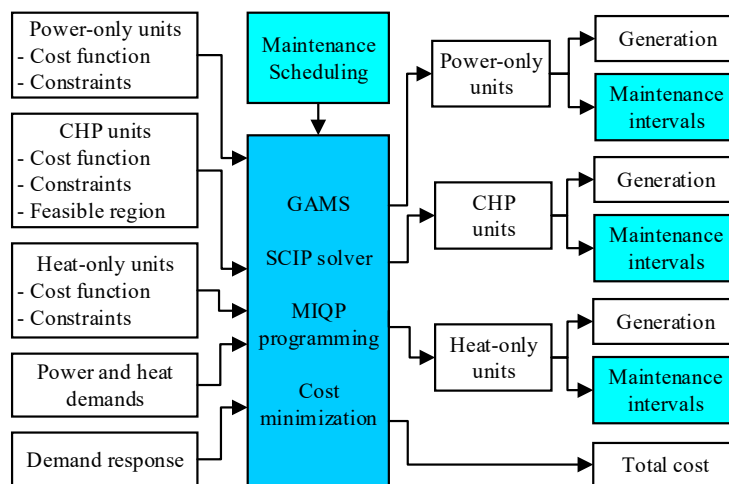 Power-only units
- Cost function
- Constraints
CHP units
- Cost function
- Constraints
- Feasible region
Heat-only units
- Cost function
- Constraints
Power and heat
demands
Demand response
Maintenance
Scheduling
GAMS
SCIP solver
MIQP
programming
Cost
minimization
Power-only
units
CHP
units
Heat-only
units
Generation
Maintenance
intervals
Generation
Maintenance
intervals
Generation
Maintenance
intervals
Total cost